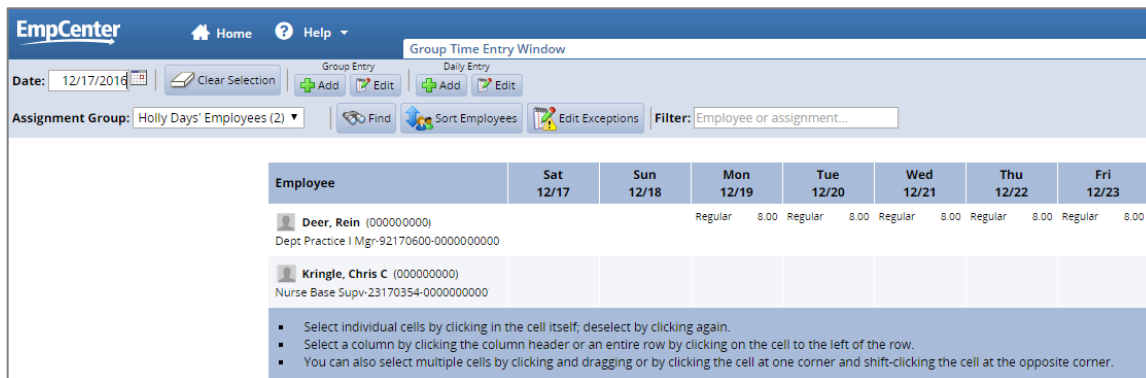 EmpCenter Home ? Help
Group Time Entry Window
Group Entry Daily Entry
Date: 12/17/2016 Clear Selection Add Edit Add Edit
Assignment Group: Holly Days' Employees (2) Find Sort Employees Edit Exceptions Filter: Employee or assignment...
Employee Sat Sun Mon Tue Wed Thu Fri
12/17 12/18 12/19 12/20 12/21 12/22 12/23
Deer, Rein (000000000) Regular 8.00 Regular 8.00 Regular 8.00 Regular 8.00 Regular 8.00
Dept Practice I Mgr-92170600-0000000000
Kringle, Chris C (000000000)
Nurse Base Supv-23170354-0000000000
▪ Select individual cells by clicking in the cell itself; deselect by clicking again.
▪ Select a column by clicking the column header or an entire row by clicking on the cell to the left of the row.
▪ You can also select multiple cells by clicking and dragging or by clicking the cell at one corner and shift-clicking the cell at the opposite corner.